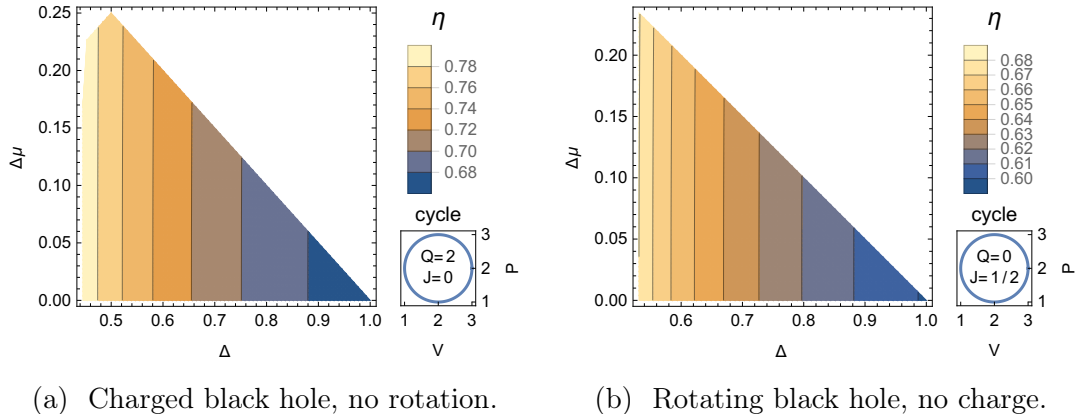 η
0.25
0.20
0.15
0.10
0.05
0.00
Δμ
0.5 0.6 0.7 0.8 0.9 1.0
Δ
0.78
0.76
0.74
0.72
0.70
0.68
cycle
Q= 2
J= 0
3
2
1
P
1 2 3
V
(a) Charged black hole, no rotation.
η
0.20
0.15
0.10
0.05
0.00
Δμ
0.6 0.7 0.8 0.9 1.0
Δ
0.68
0.67
0.66
0.65
0.64
0.63
0.62
0.61
0.60
cycle
Q= 0
J= 1/2
3
2
1
P
1 2 3
V
(b) Rotating black hole, no charge.